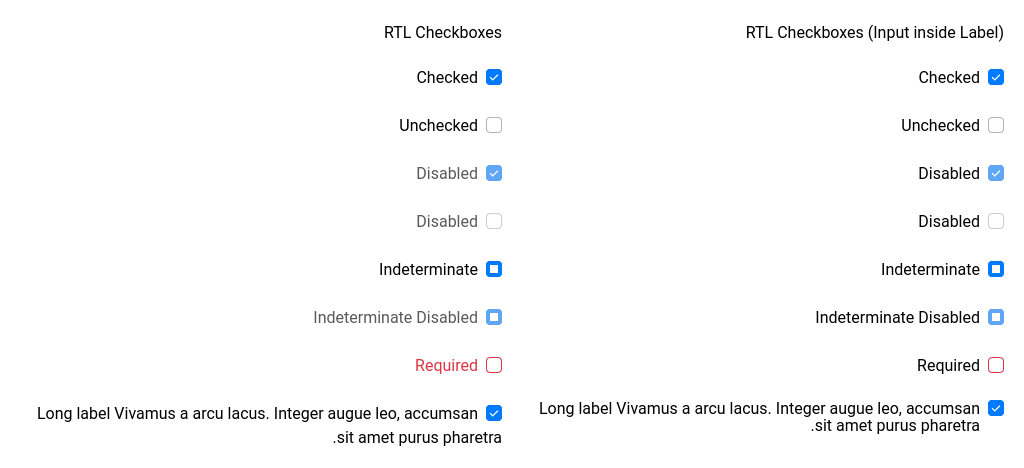 RTL Checkboxes
Checked
Unchecked
Disabled
Disabled
Indeterminate
Indeterminate Disabled
Required
Long label Vivamus a arcu lacus. Integer augue leo, accumsan
.sit amet purus pharetra
RTL Checkboxes (Input inside Label)
Checked
Unchecked
Disabled
Disabled
Indeterminate
Indeterminate Disabled
Required
Long label Vivamus a arcu lacus. Integer augue leo, accumsan
.sit amet purus pharetra